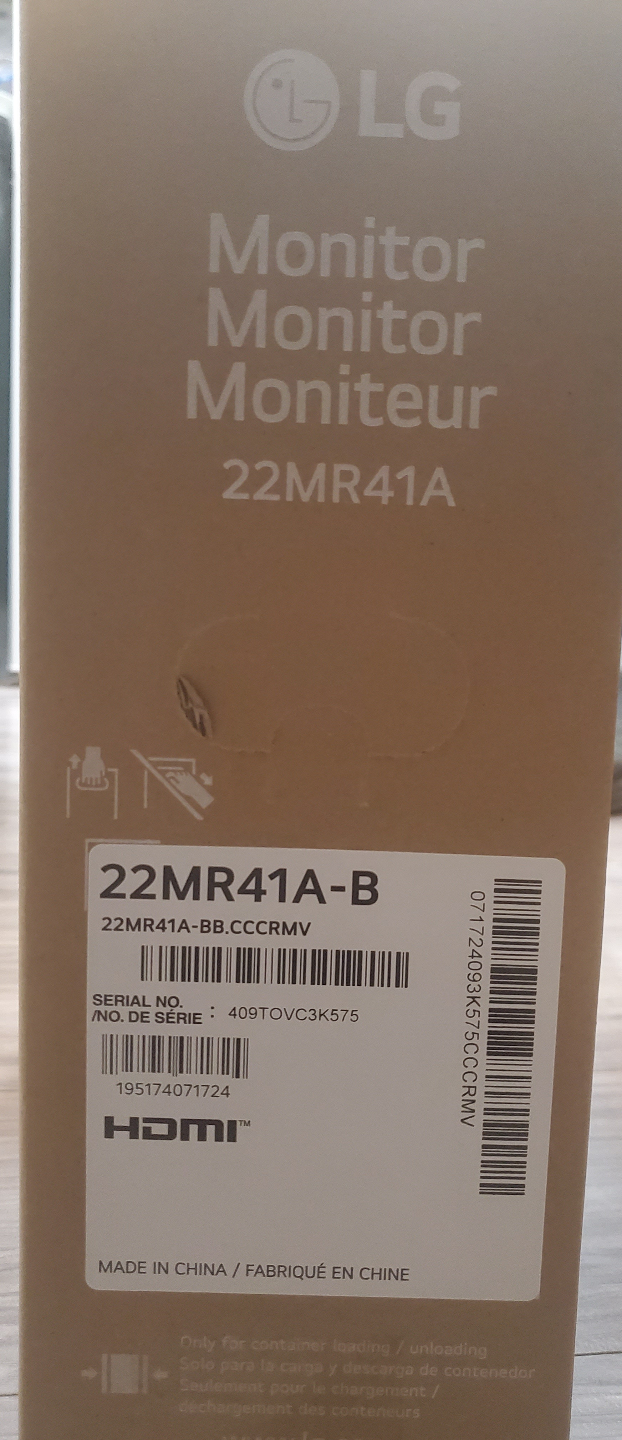 LG
Monitor
Monitor
Moniteur
22MR41A
22MR41A-B
22MR41A-BB.CCCRMV
SERIAL NO.
/NO. DE SÉRIE : 409TOVC3K575
195174071724
HDMI™
071724093K575CCCRMV
MADE IN CHINA / FABRIQUÉ EN CHINE
Only for container loading / unloading
Solo para la carga y descarga de contenedor
Seulement pour le chargement /
déchargement des conteneurs